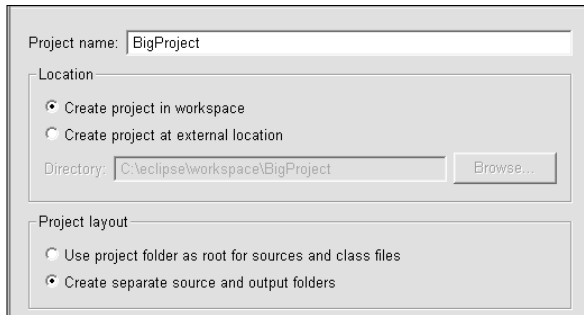 Project name: BigProject
Location
Create project in workspace
Create project at external location
Directory: C:\eclipse\workspace\BigProject Browse...
Project layout
Use project folder as root for sources and class files
Create separate source and output folders